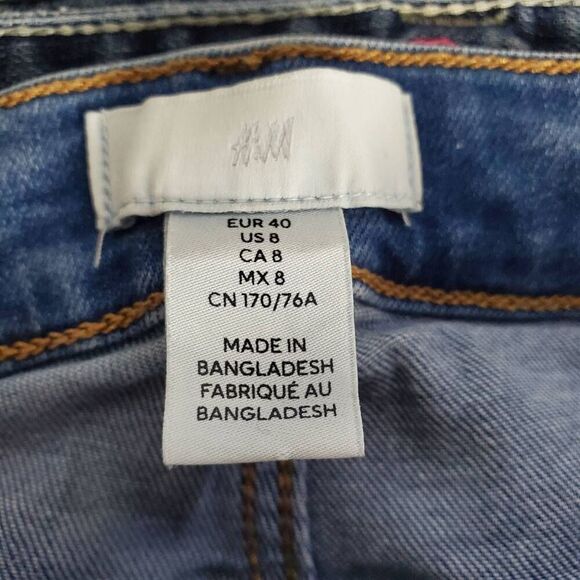 H&M
EUR 40
US 8
CA 8
MX 8
CN 170/76A
MADE IN
BANGLADESH
FABRIQUÉ AU
BANGLADESH